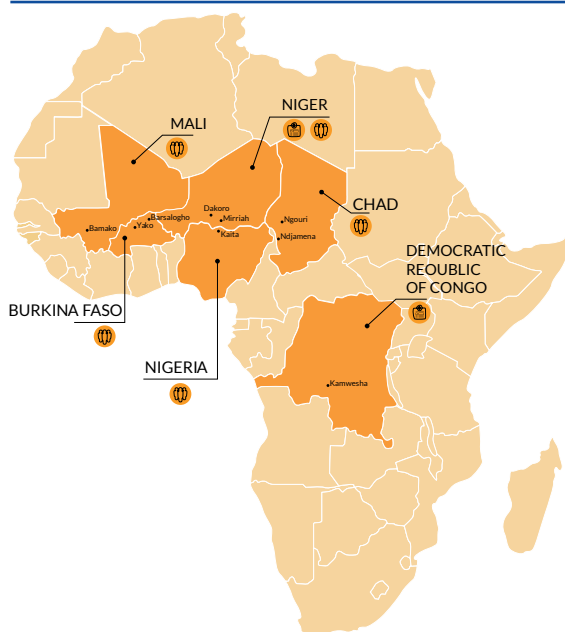 MALI
NIGER
CHAD
DEMOCRATIC
REOUBLIC
OF CONGO
Dakoro
Mirriah
Ngouri
Barsalogho
Bamako
Yako
Kaita
Ndjamena
BURKINA FASO
NIGERIA
Kamwesha